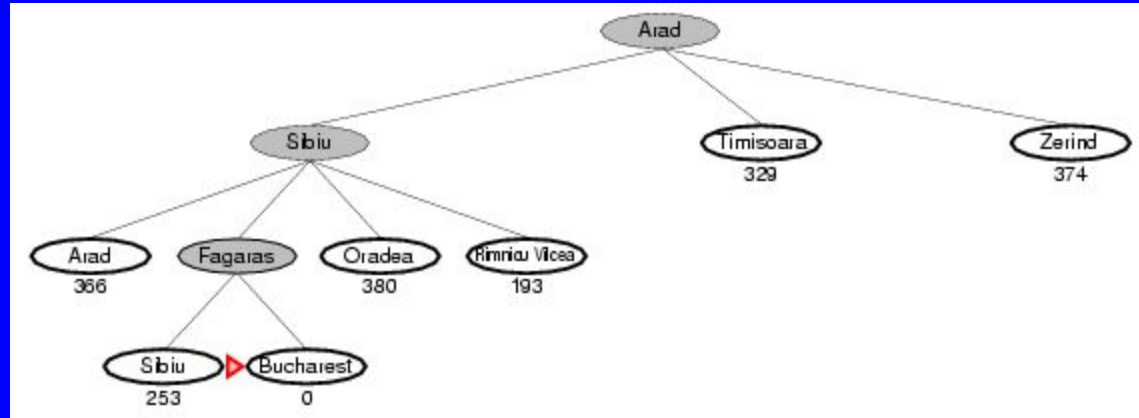 Arad
Sibiu
Timisoara
Zerind
329
374
Arad
Fagaras
Oradea
Rimnicu Vilcea
366
380
193
Sibiu
Bucharest
253
0